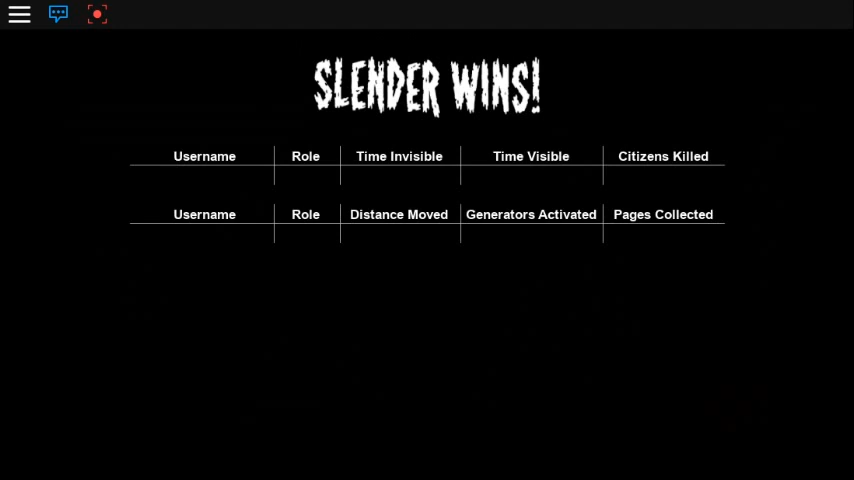 SLENDER WINS!
Username Role Time Invisible Time Visible Citizens Killed
Username Role Distance Moved Generators Activated Pages Collected